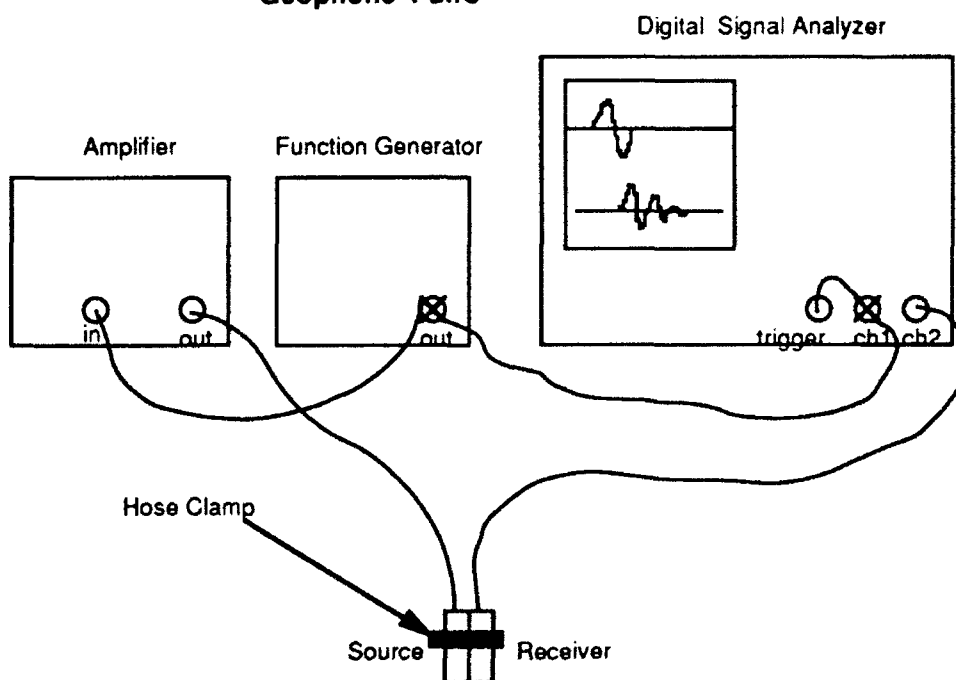 Digital Signal Analyzer
Amplifier
Function Generator
in
out
out
trigger
ch1
ch2
Hose Clamp
Source
Receiver